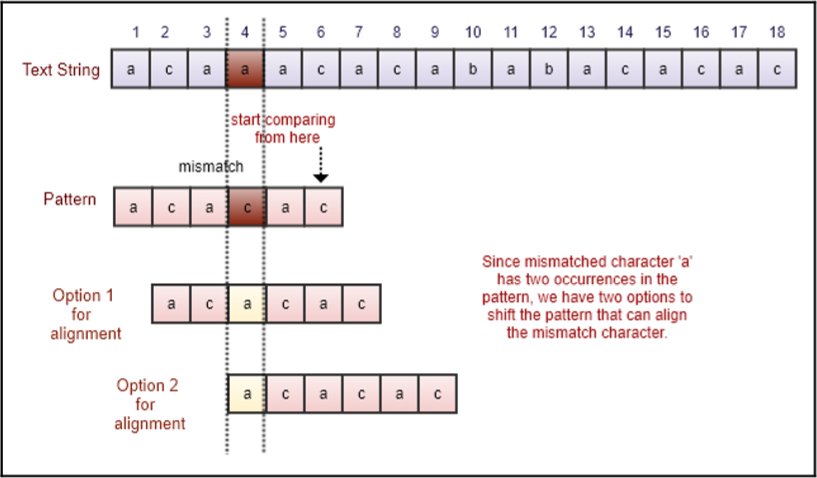 1 2 3 4 5 6 7 8 9 10 11 12 13 14 15 16 17 18
Text String a c a a a c a c a b a b a c a c a c
start comparing
from here
mismatch
Pattern a c a c a c
Option 1
for
alignment
a c a c a c
Since mismatched character 'a'
has two occurrences in the
pattern, we have two options to
shift the pattern that can align
the mismatch character.
Option 2
for
alignment
a c a c a c